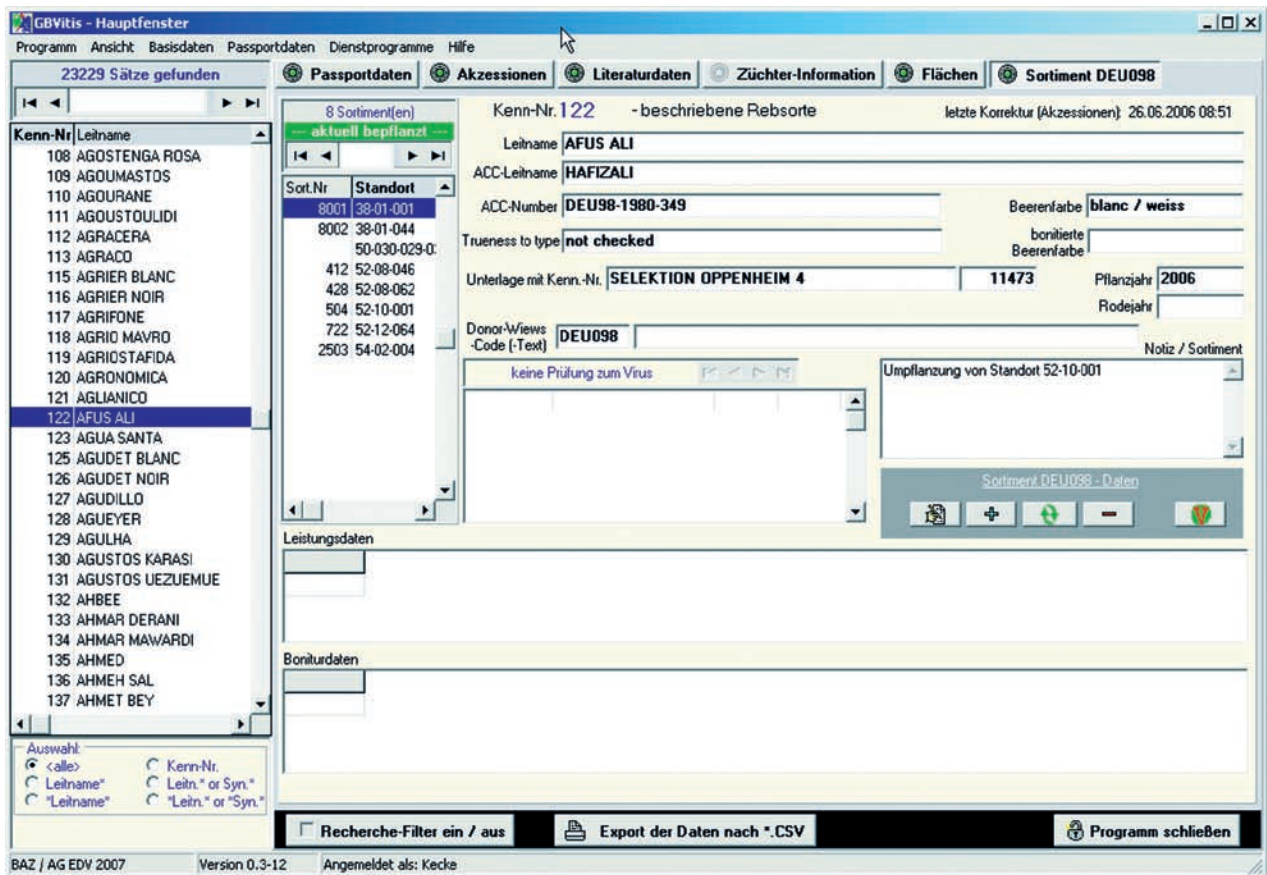 GBVitis - Hauptfenster
Programm Ansicht Basisdaten Passportdaten Dienstprogramme Hilfe
23229 Sätze gefunden
Passportdaten Akzessionen Literaturdaten Züchter-Information Flächen Sortiment DEU098
Kenn-Nr Leitname
108 AGOSTENGA ROSA
109 AGOUMASTOS
110 AGOURANE
111 AGOUSTOULIDI
112 AGRACERA
113 AGRACO
115 AGRIER BLANC
116 AGRIER NOIR
117 AGRIFONE
118 AGRIO MAVRO
119 AGRIOSTAFIDA
120 AGRONOMICA
121 AGLIANICO
122 AFUS ALI
123 AGUA SANTA
125 AGUDET BLANC
126 AGUDET NOIR
127 AGUDILLO
128 AGUEYER
129 AGULHA
130 AGUSTOS KARASI
131 AGUSTOS UEZUEMUE
132 AHBEE
133 AHMAR DERANI
134 AHMAR MAWARDI
135 AHMED
136 AHMEH SAL
137 AHMET BEY
Auswahl:
<alle> Kenn-Nr.
Leitname* Leitn.* or Syn.*
*Leitname* *Leitn.* or *Syn.*
8 Sortiment(en)
--- aktuell bepflanzt ---
Sort.Nr Standort
8001 38-01-001
8002 38-01-044
50-030-029-0
412 52-08-046
428 52-08-062
504 52-10-001
722 52-12-064
2503 54-02-004
Kenn-Nr. 122 - beschriebene Rebsorte letzte Korrektur (Akzessionen): 26.06.2006 08:51
Leitname AFUS ALI
ACC-Leitname HAFIZALI
ACC-Number DEU98-1980-349 Beerenfarbe blanc / weiss
Trueness to type not checked bonitierte Beerenfarbe
Unterlage mit Kenn.-Nr. SELEKTION OPPENHEIM 4 11473 Pflanzjahr 2006
Rodejahr
Donor-Wiews
-Code (-Text) DEU098
Notiz / Sortiment
keine Prüfung zum Virus
Umpflanzung von Standort 52-10-001
Sortiment DEU098 - Daten
Leistungsdaten
Boniturdaten
Recherche-Filter ein / aus Export der Daten nach *.CSV Programm schließen
BAZ / AG EDV 2007 Version 0.3-12 Angemeldet als: Kecke